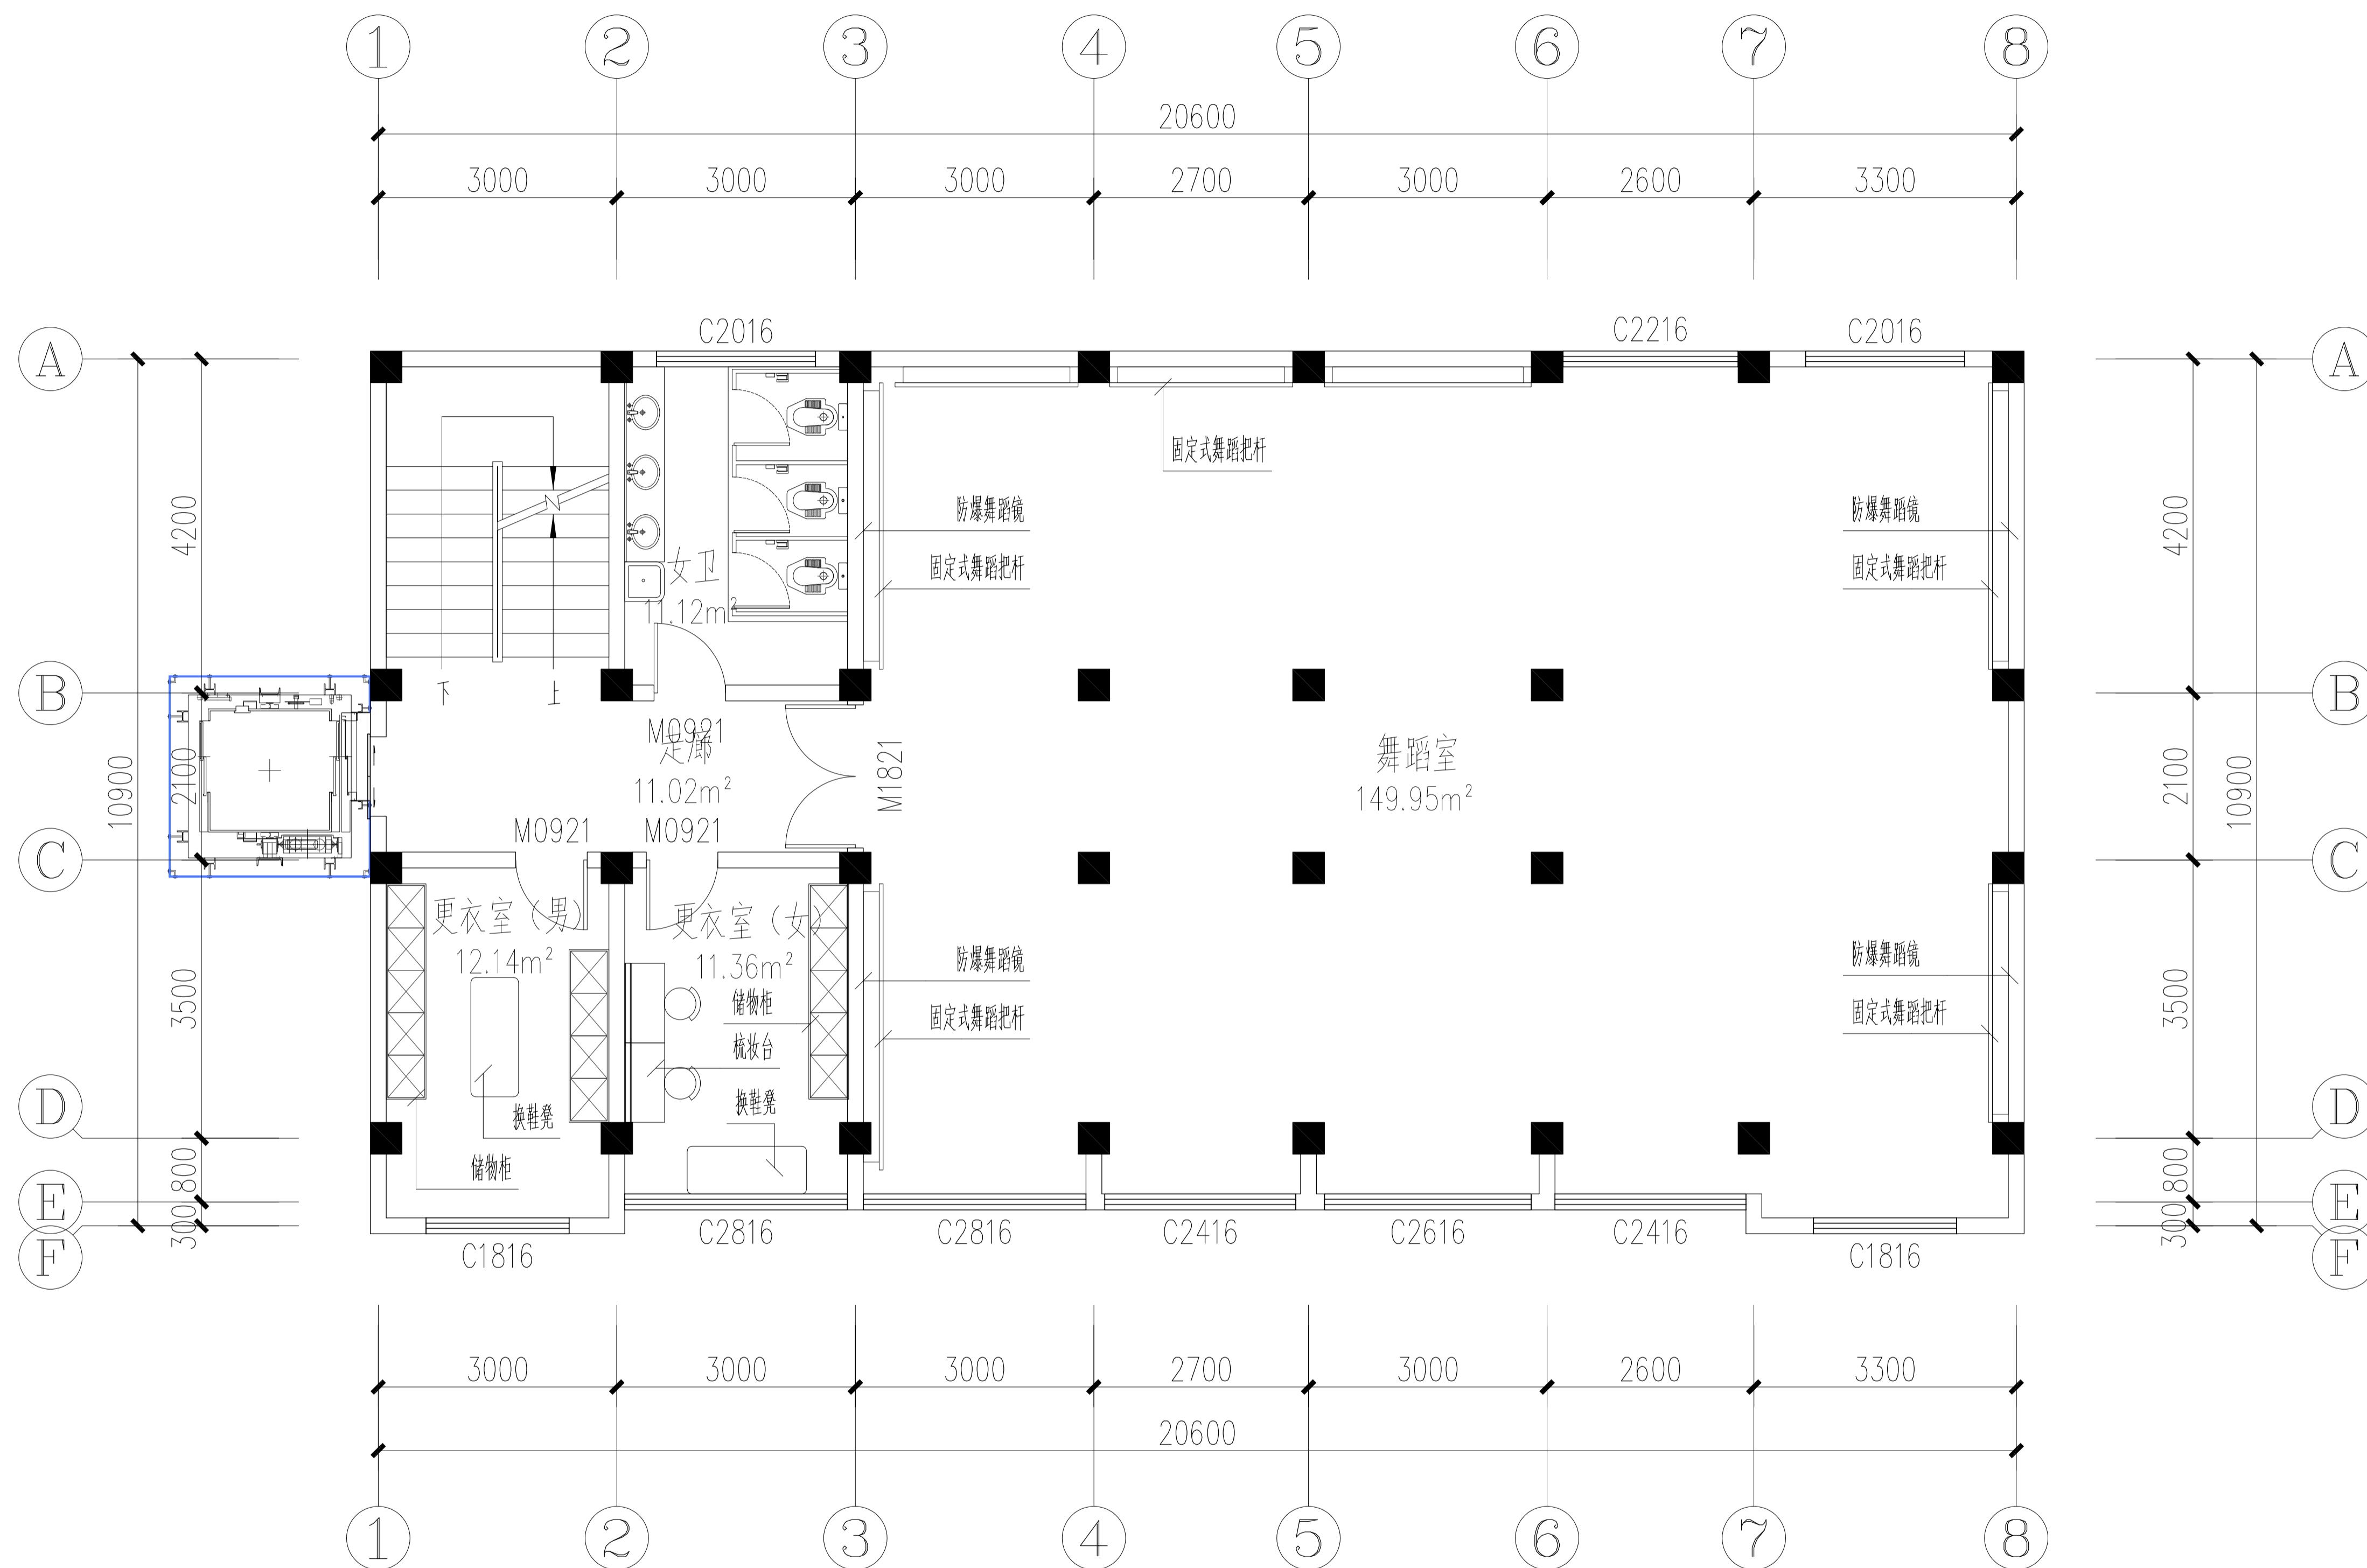 1 2 3 4 5 6 7 8
20600
3000 3000 3000 2700 3000 2600 3300
C2016 C2216 C2016
A A
固定式舞蹈把杆
防爆舞蹈镜 防爆舞蹈镜
4200 4200
固定式舞蹈把杆 固定式舞蹈把杆
女卫
11.12m²
下 上
B B
M0921
走廊
11.02m²
M1821
舞蹈室
149.95m²
2100 2100
10900 10900
M0921 M0921
C C
更衣室（男） 更衣室（女）
12.14m² 11.36m²
防爆舞蹈镜 防爆舞蹈镜
储物柜
固定式舞蹈把杆 固定式舞蹈把杆
3500 3500
梳妆台
换鞋凳 换鞋凳
D D
储物柜
800 800
E E
300 300
C2816 C2816 C2416 C2616 C2416
F F
C1816 C1816
3000 3000 3000 2700 3000 2600 3300
20600
1 2 3 4 5 6 7 8